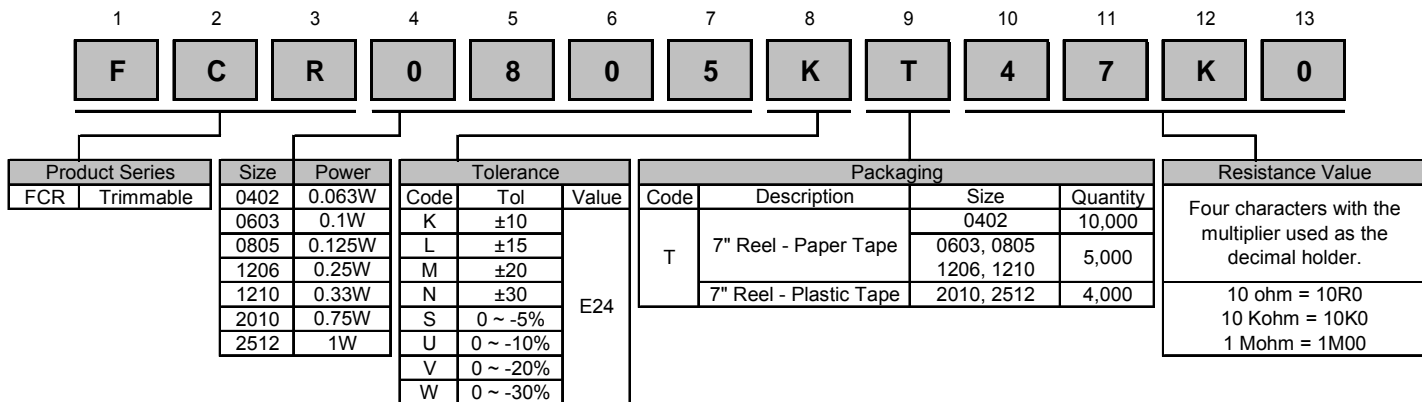 1 2 3 4 5 6 7 8 9 10 11 12 13
F C R 0 8 0 5 K T 4 7 K 0
Product Series
FCR Trimmable
Size Power
0402 0.063W
0603 0.1W
0805 0.125W
1206 0.25W
1210 0.33W
2010 0.75W
2512 1W
Tolerance
Code Tol Value
K ±10
L ±15
M ±20
N ±30
S 0 ~ -5%
U 0 ~ -10%
V 0 ~ -20%
W 0 ~ -30%
E24
Packaging
Code Description Size Quantity
T
7" Reel - Paper Tape
0402 10,000
0603, 0805
1206, 1210
5,000
7" Reel - Plastic Tape 2010, 2512 4,000
Resistance Value
Four characters with the
multiplier used as the
decimal holder.
10 ohm = 10R0
10 Kohm = 10K0
1 Mohm = 1M00